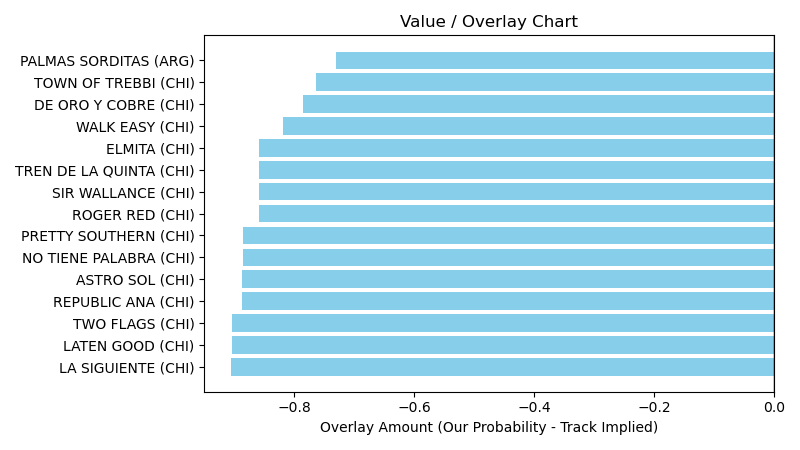 Value / Overlay Chart
PALMAS SORDITAS (ARG)
TOWN OF TREBBI (CHI)
DE ORO Y COBRE (CHI)
WALK EASY (CHI)
ELMITA (CHI)
TREN DE LA QUINTA (CHI)
SIR WALLANCE (CHI)
ROGER RED (CHI)
PRETTY SOUTHERN (CHI)
NO TIENE PALABRA (CHI)
ASTRO SOL (CHI)
REPUBLIC ANA (CHI)
TWO FLAGS (CHI)
LATEN GOOD (CHI)
LA SIGUIENTE (CHI)
−0.8 −0.6 −0.4 −0.2 0.0
Overlay Amount (Our Probability - Track Implied)